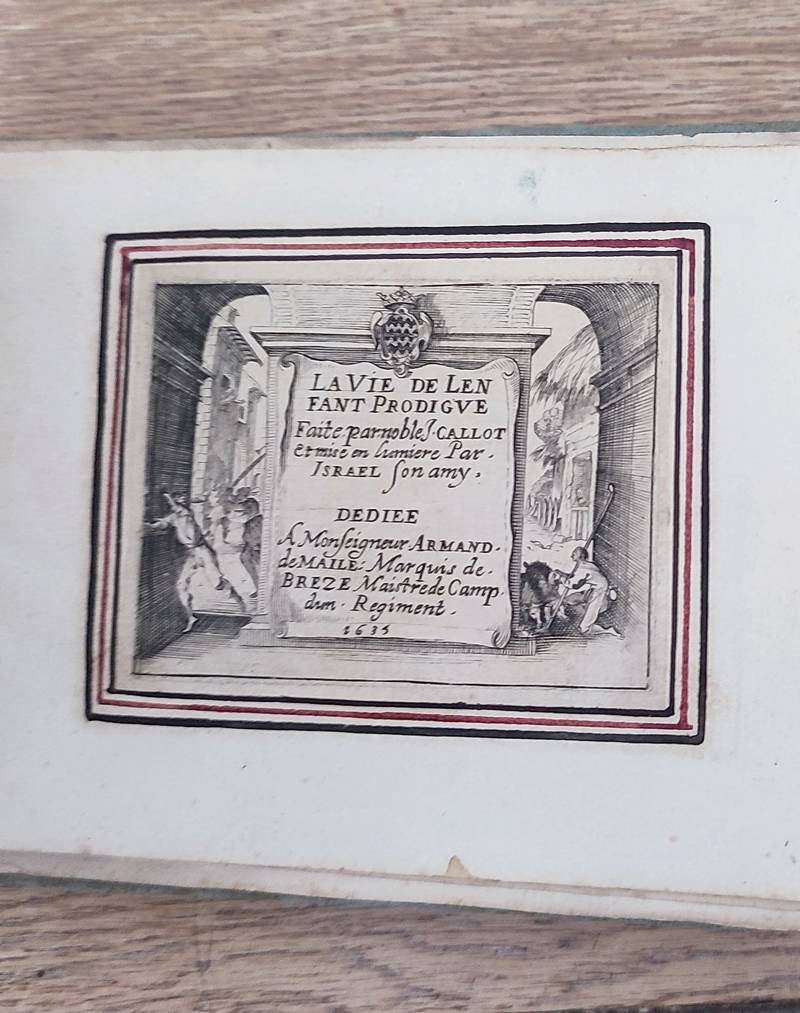 LA VIE DE LEN
FANT PRODIGVE
Faite par noble J. CALLOT
et mise en lumiere Par.
ISRAEL son amy.
DEDIEE
A Monseigneur ARMAND.
de MAILE: Marquis de.
BREZE Maistre de Camp.
dun. Regiment.
1635